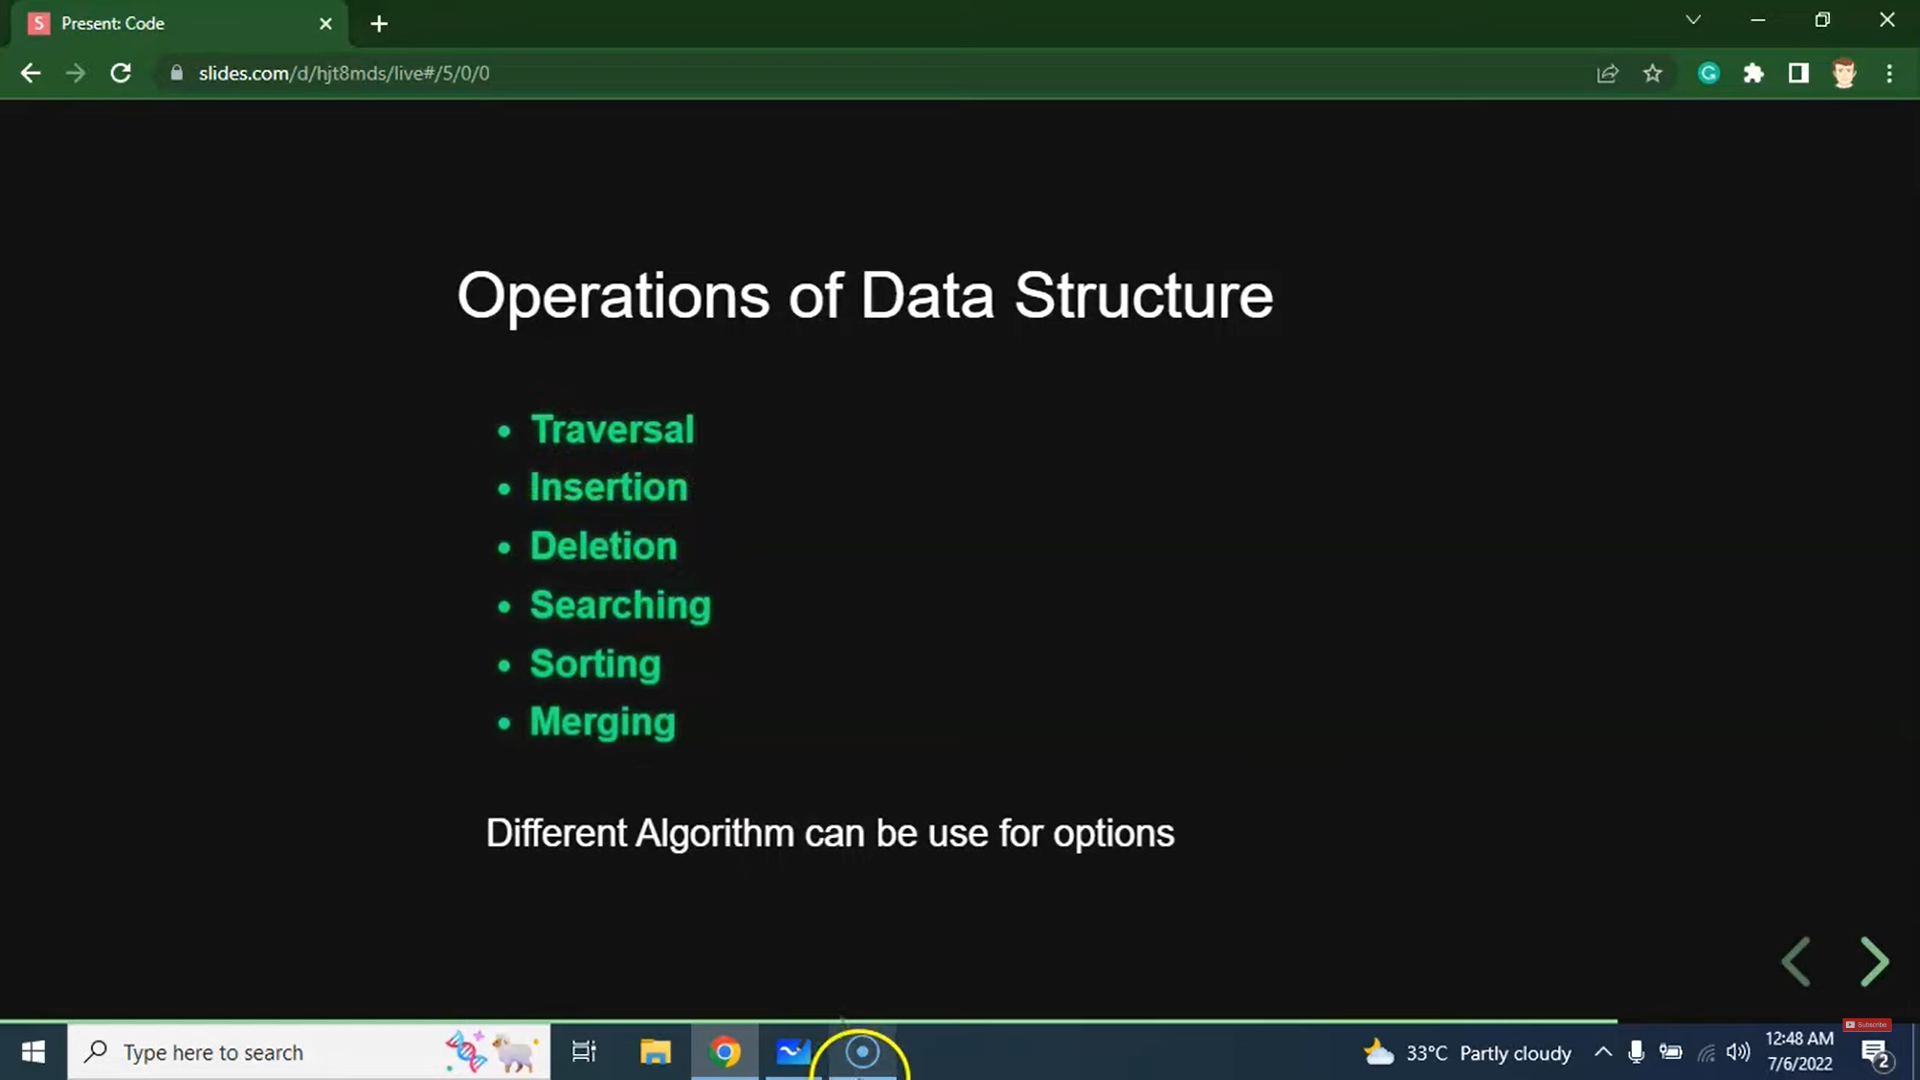 S Present: Code
slides.com/d/hjt8mds/live#/5/0/0
Operations of Data Structure
• Traversal
• Insertion
• Deletion
• Searching
• Sorting
• Merging
Different Algorithm can be use for options
Subscribe
Type here to search
33°C Partly cloudy
12:48 AM
7/6/2022
2